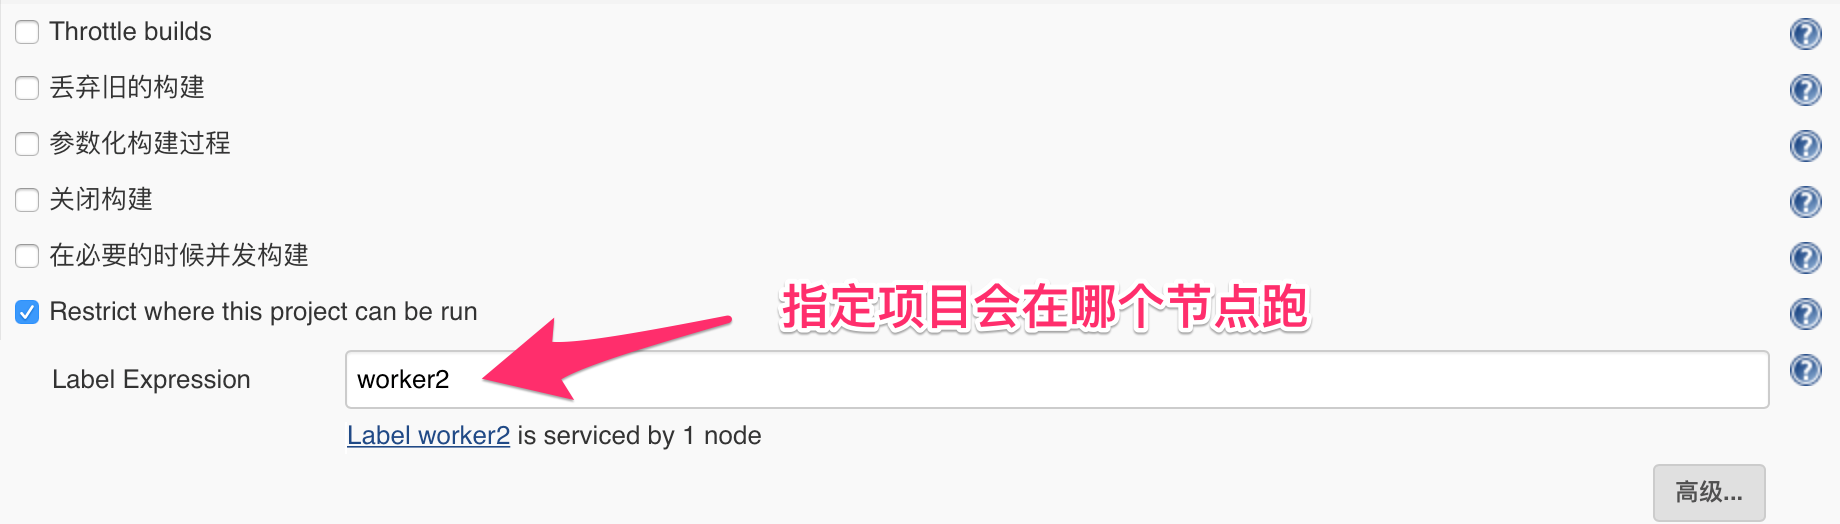 Throttle builds
丢弃旧的构建
参数化构建过程
关闭构建
在必要的时候并发构建
Restrict where this project can be run
指定项目会在哪个节点跑
Label Expression
worker2
Label worker2 is serviced by 1 node
高级...